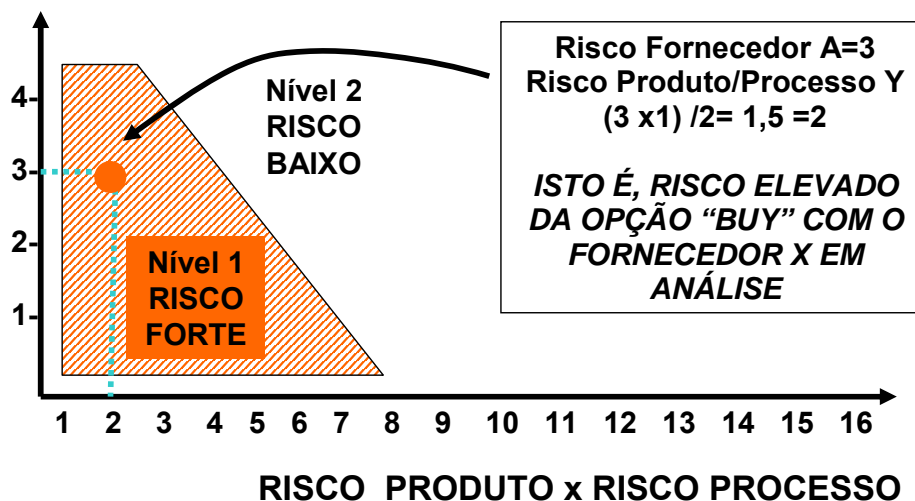 4
3
2
1
Nível 2
RISCO
BAIXO
Nível 1
RISCO
FORTE
Risco Fornecedor A=3
Risco Produto/Processo Y
(3 x1) /2= 1,5 =2
ISTO É, RISCO ELEVADO
DA OPÇÃO “BUY” COM O
FORNECEDOR X EM
ANÁLISE
1 2 3 4 5 6 7 8 9 10 11 12 13 14 15 16
RISCO PRODUTO x RISCO PROCESSO